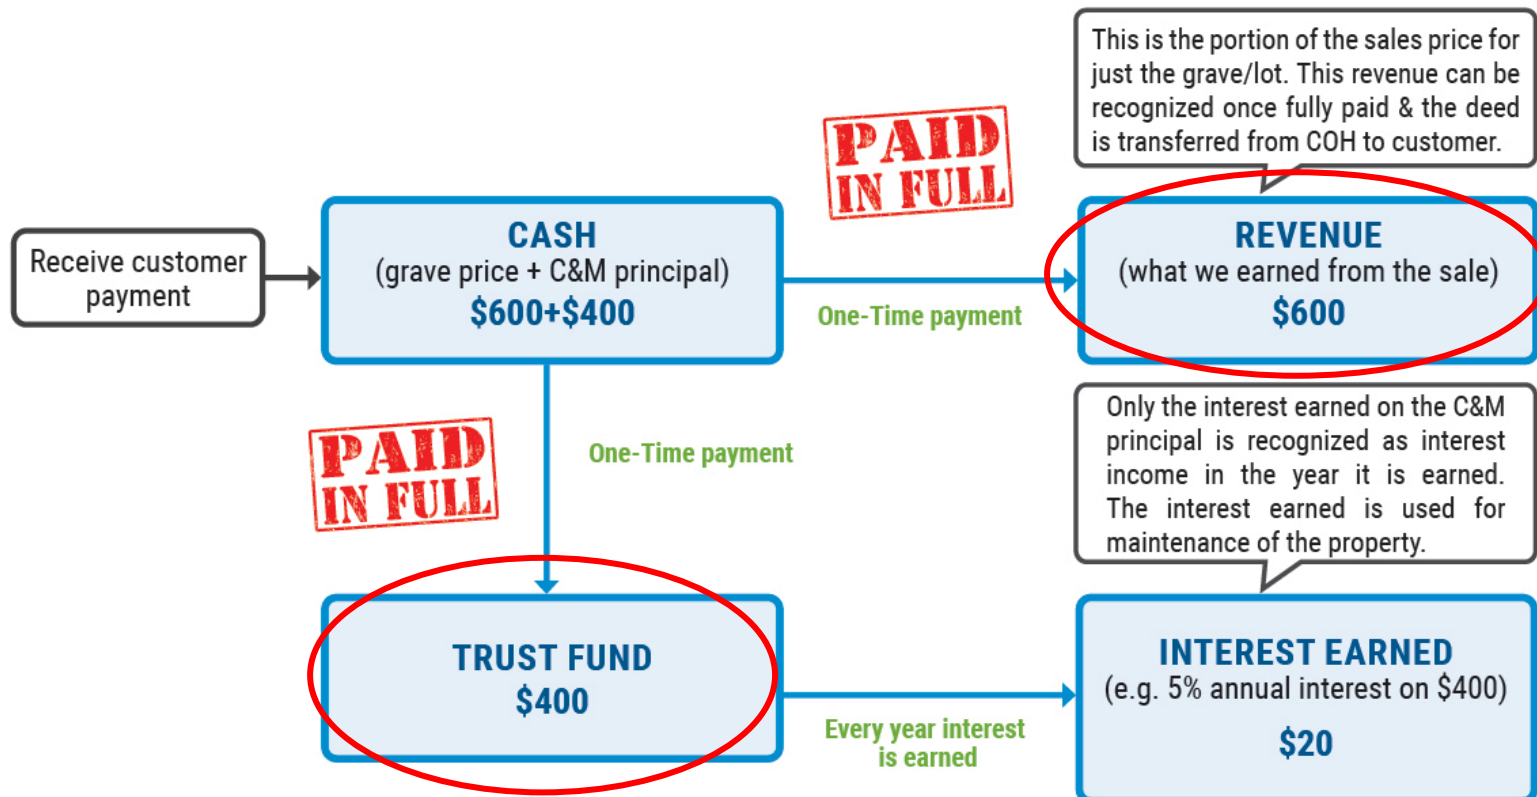 This is the portion of the sales price for
just the grave/lot. This revenue can be
recognized once fully paid & the deed
is transferred from COH to customer.
PAID
IN FULL
Receive customer
payment
CASH
(grave price + C&M principal)
$600+$400
One-Time payment
REVENUE
(what we earned from the sale)
$600
PAID
IN FULL
One-Time payment
Only the interest earned on the C&M
principal is recognized as interest
income in the year it is earned.
The interest earned is used for
maintenance of the property.
TRUST FUND
$400
Every year interest
is earned
INTEREST EARNED
(e.g. 5% annual interest on $400)
$20